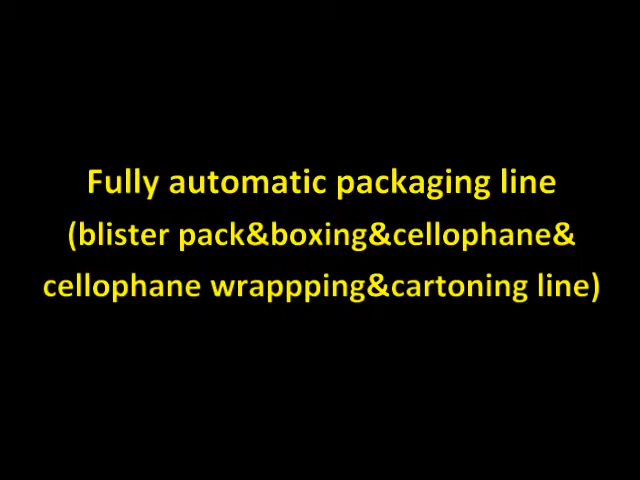 Fully automatic packaging line
(blister pack&boxing&cellophane&
cellophane wrappping&cartoning line)